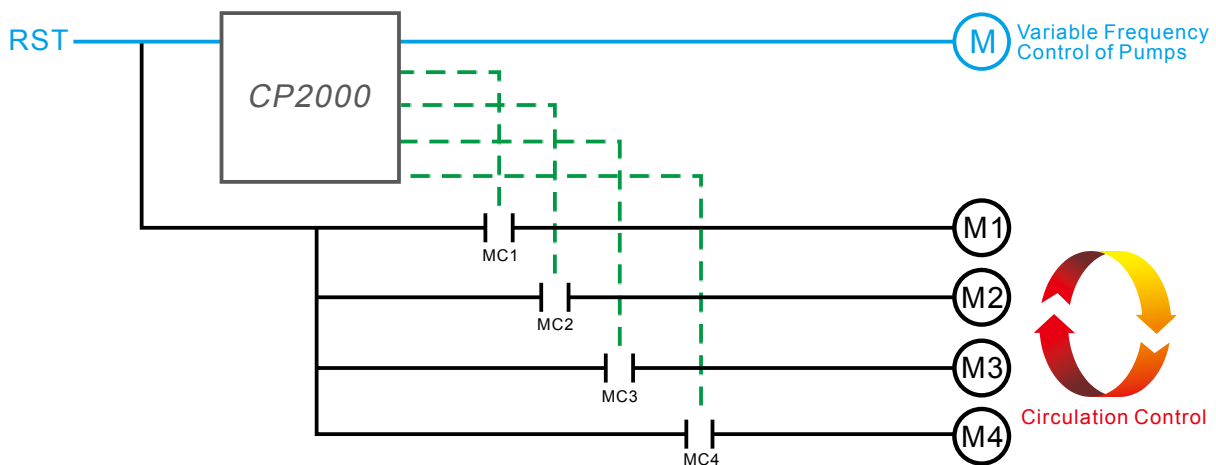 RST
CP2000
M
Variable Frequency
Control of Pumps
MC1
M1
MC2
M2
MC3
M3
Circulation Control
MC4
M4